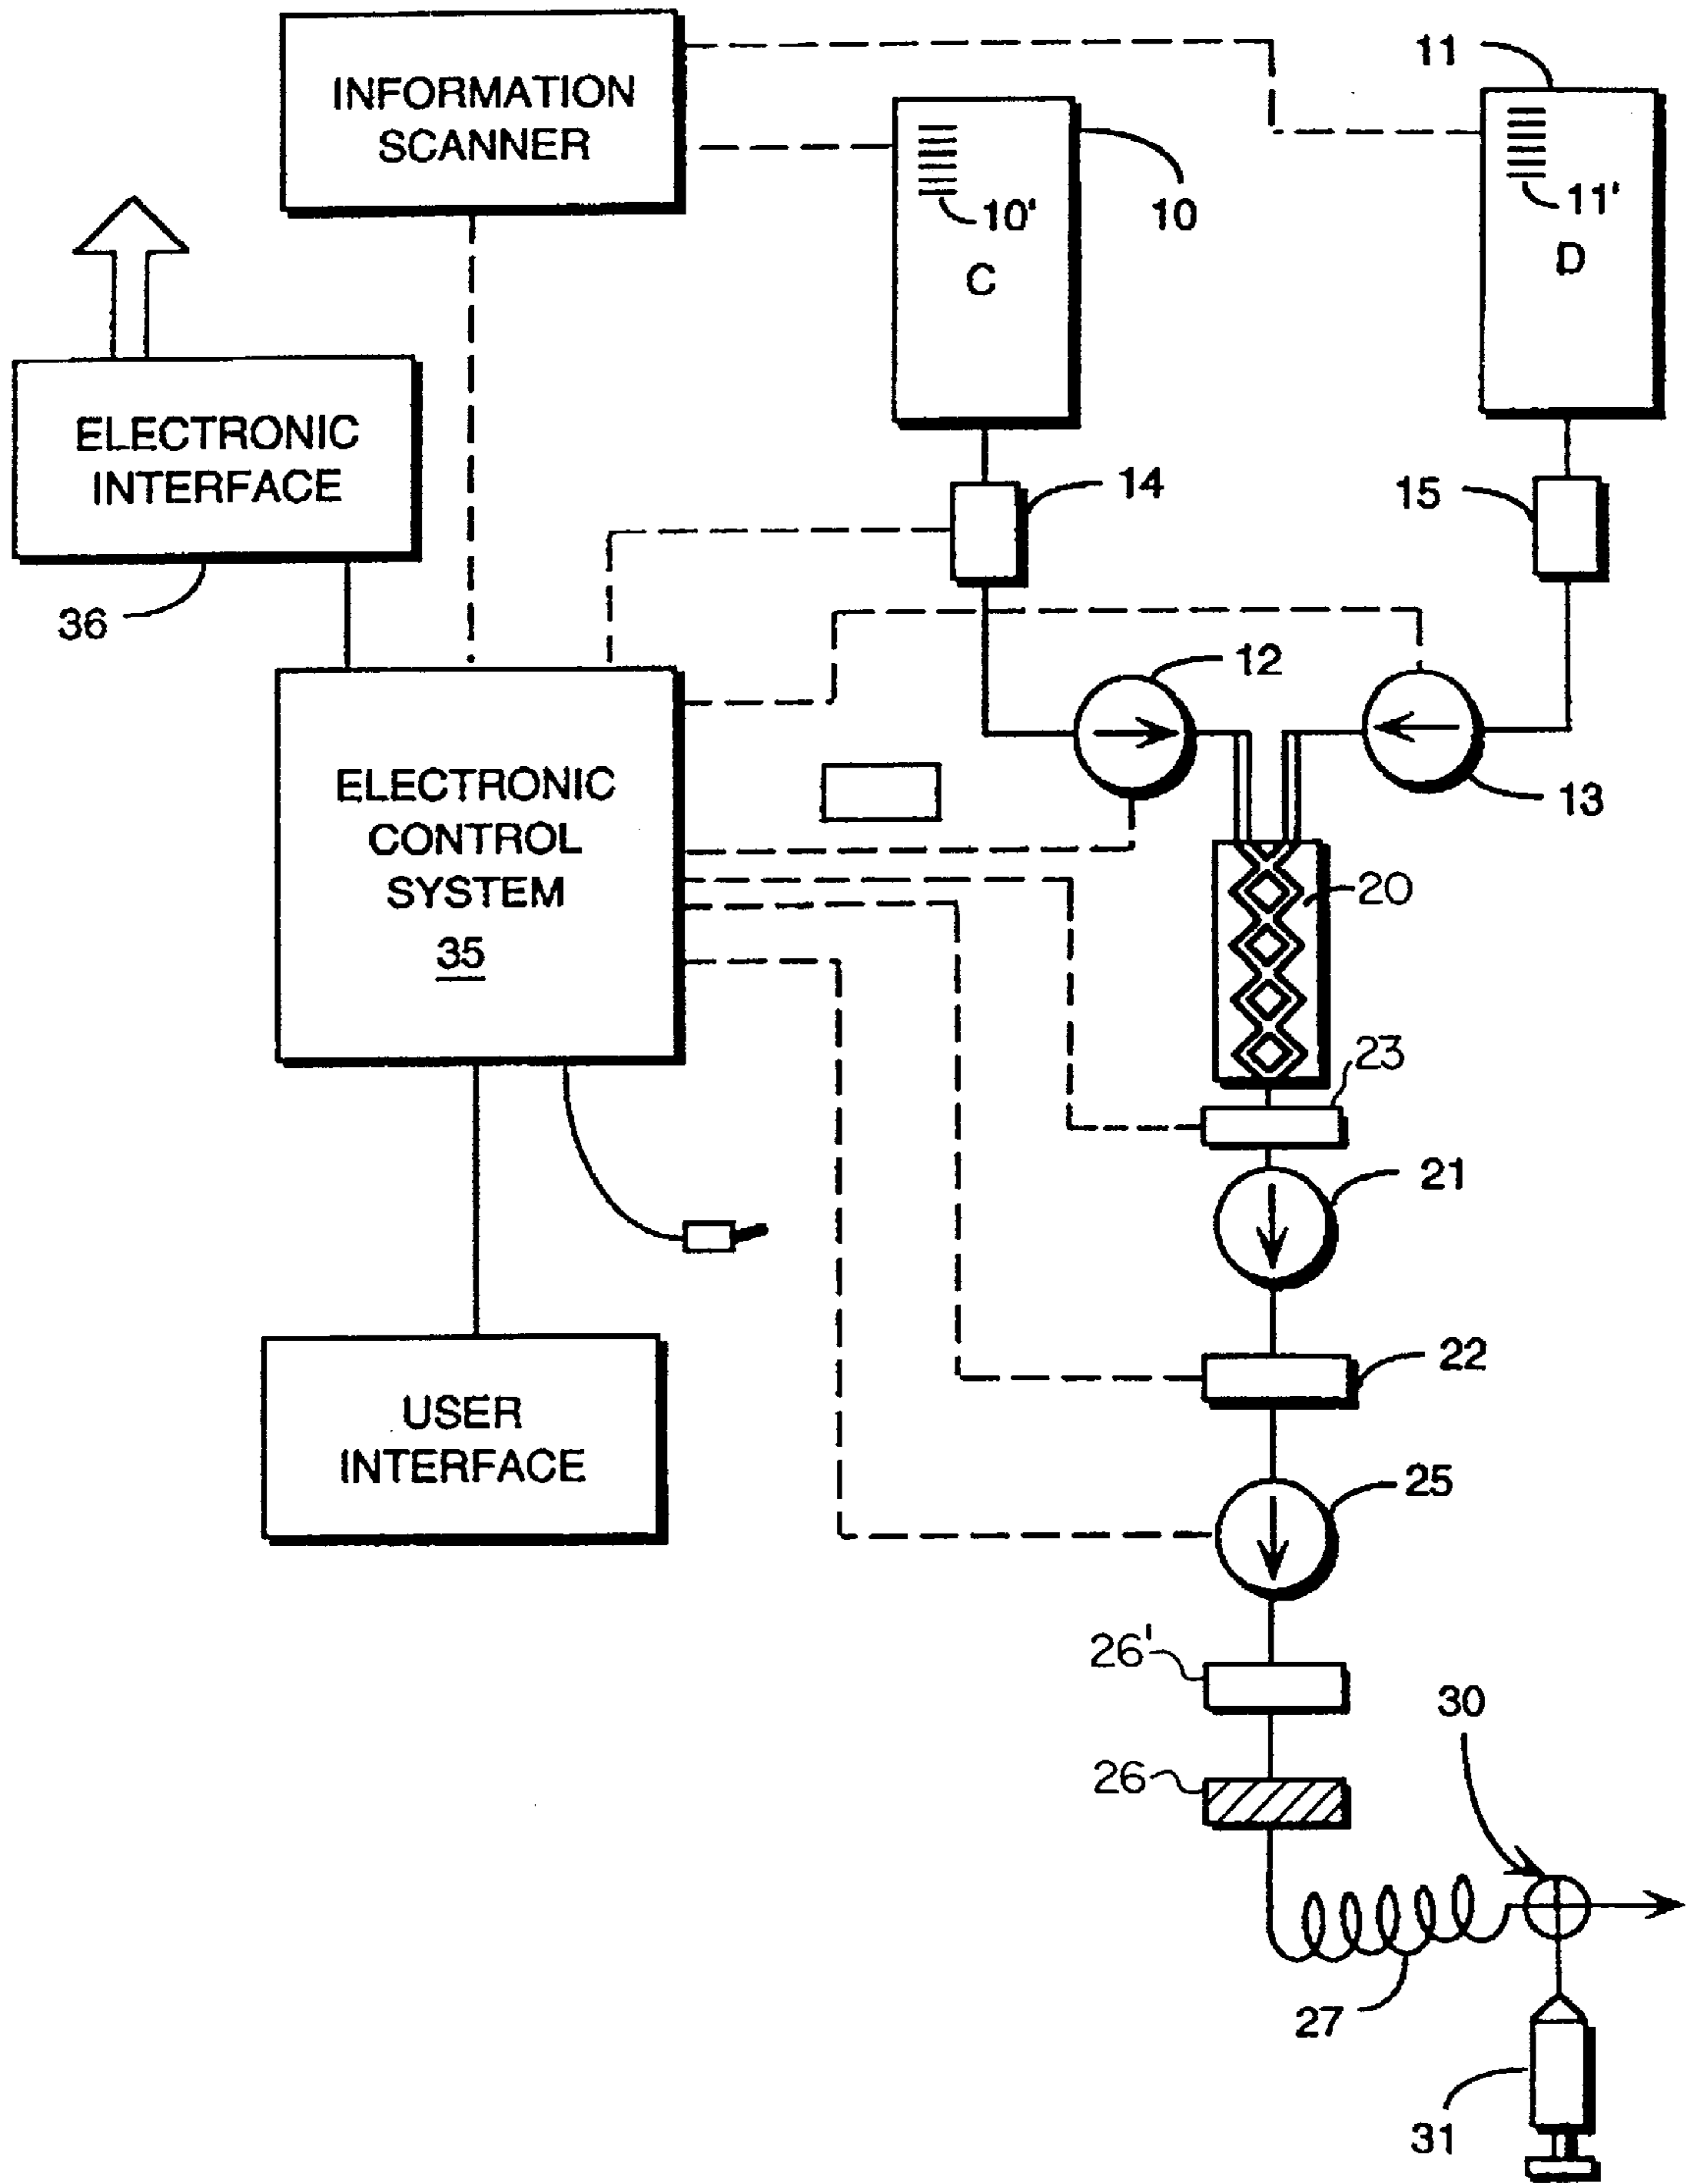 INFORMATION
SCANNER
11
10'
10
11'
C
D
ELECTRONIC
INTERFACE
14
15
36
12
ELECTRONIC
CONTROL
SYSTEM
35
13
20
23
21
22
USER
INTERFACE
25
26'
30
26
27
31